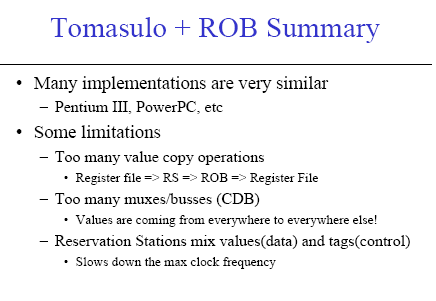 Tomasulo + ROB Summary
• Many implementations are very similar
– Pentium III, PowerPC, etc
• Some limitations
– Too many value copy operations
• Register file => RS => ROB => Register File
– Too many muxes/busses (CDB)
• Values are coming from everywhere to everywhere else!
– Reservation Stations mix values(data) and tags(control)
• Slows down the max clock frequency